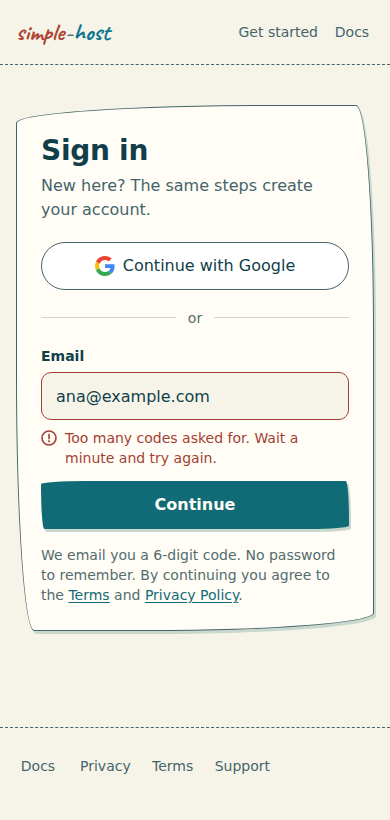 simple-host
Get started Docs
Sign in
New here? The same steps create
your account.
Continue with Google
or
Email
ana@example.com
Too many codes asked for. Wait a
minute and try again.
Continue
We email you a 6-digit code. No password
to remember. By continuing you agree to
the Terms and Privacy Policy.
Docs Privacy Terms Support